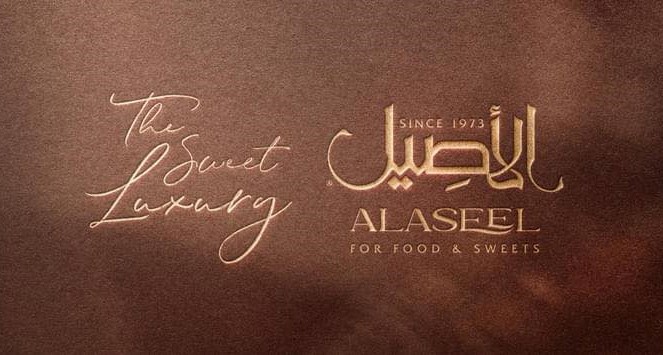 The
Sweet
Luxury
الأصيل
SINCE 1973
ALASEEL
FOR FOOD & SWEETS